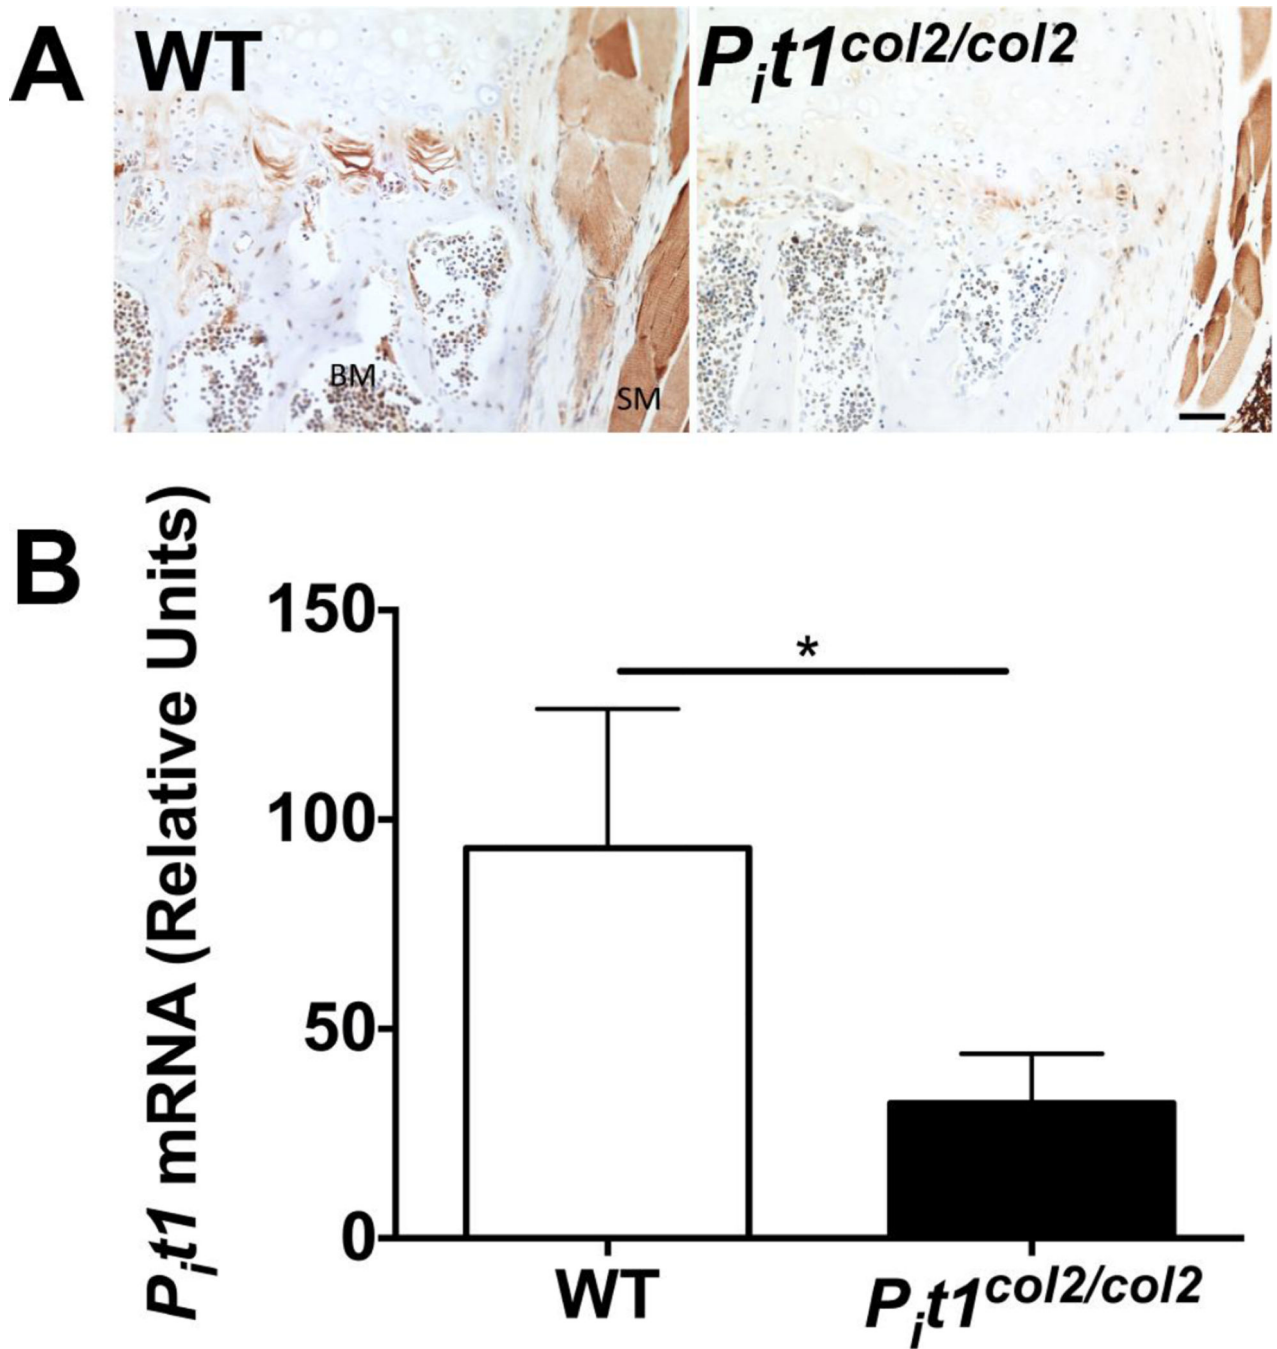 A
WT
Pit1col2/col2
BM
SM
B
Pit1 mRNA (Relative Units)
150
100
50
0
*
WT
Pit1col2/col2